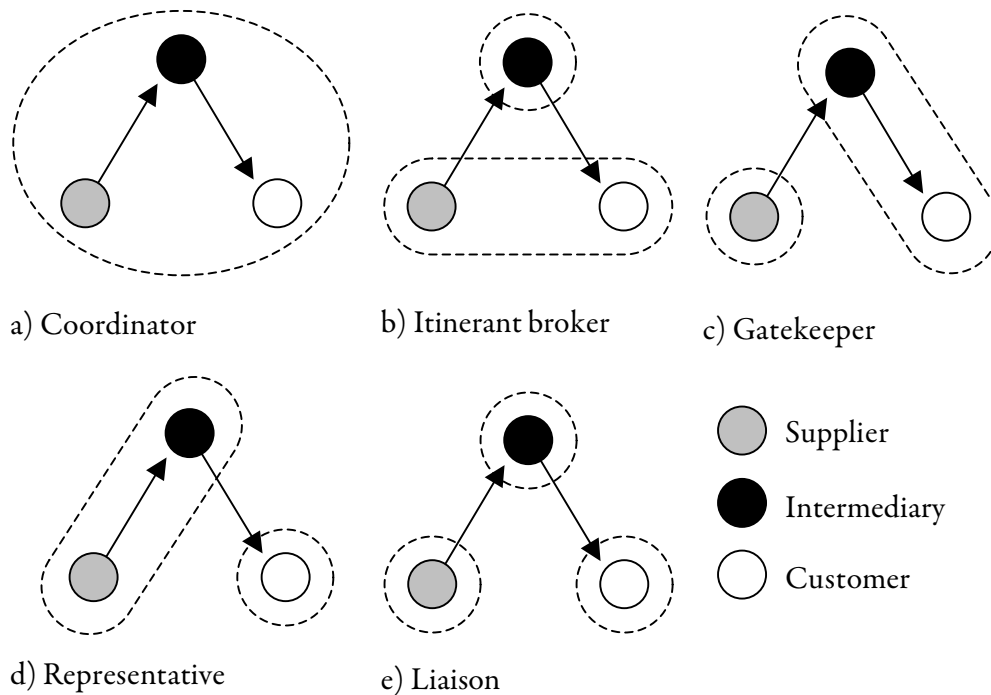 a) Coordinator
b) Itinerant broker
c) Gatekeeper
Supplier
Intermediary
Customer
d) Representative
e) Liaison